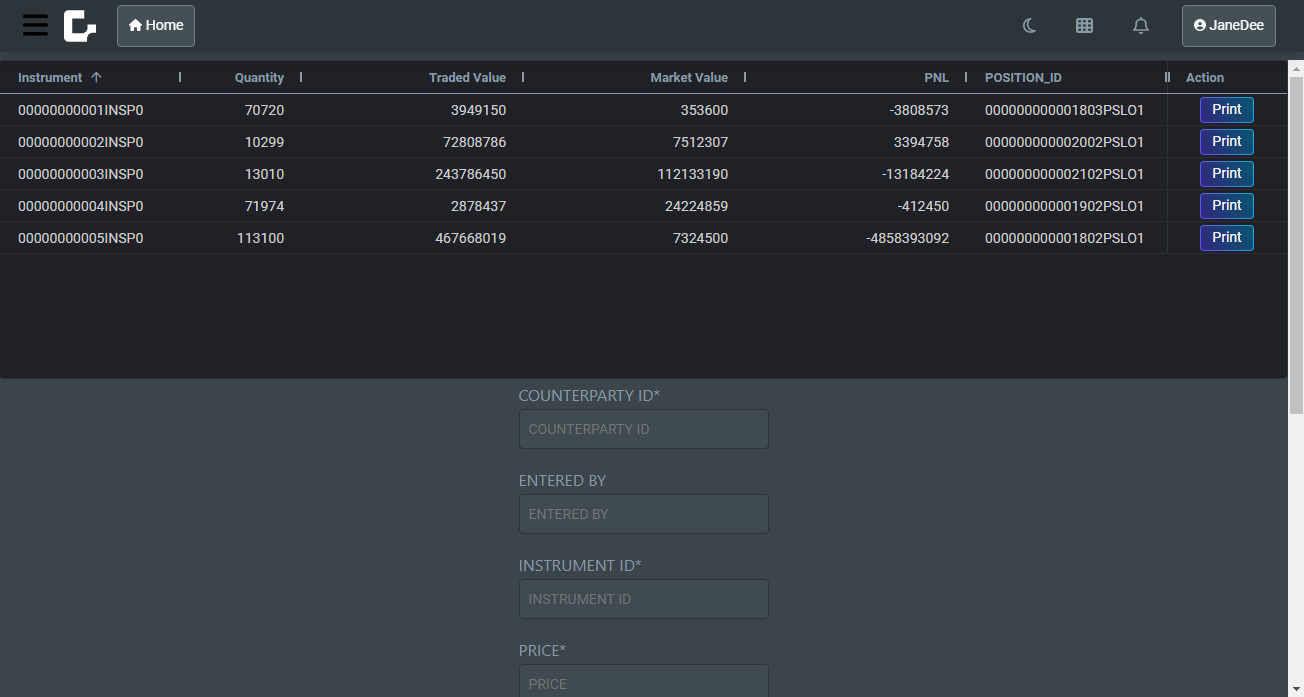 Home JaneDee
Instrument Quantity Traded Value Market Value PNL POSITION_ID Action
00000000001INSP0 70720 3949150 353600 -3808573 000000000001803PSLO1 Print
00000000002INSP0 10299 72808786 7512307 3394758 000000000002002PSLO1 Print
00000000003INSP0 13010 243786450 112133190 -13184224 000000000002102PSLO1 Print
00000000004INSP0 71974 2878437 24224859 -412450 000000000001902PSLO1 Print
00000000005INSP0 113100 467668019 7324500 -4858393092 000000000001802PSLO1 Print
COUNTERPARTY ID*
COUNTERPARTY ID
ENTERED BY
ENTERED BY
INSTRUMENT ID*
INSTRUMENT ID
PRICE*
PRICE